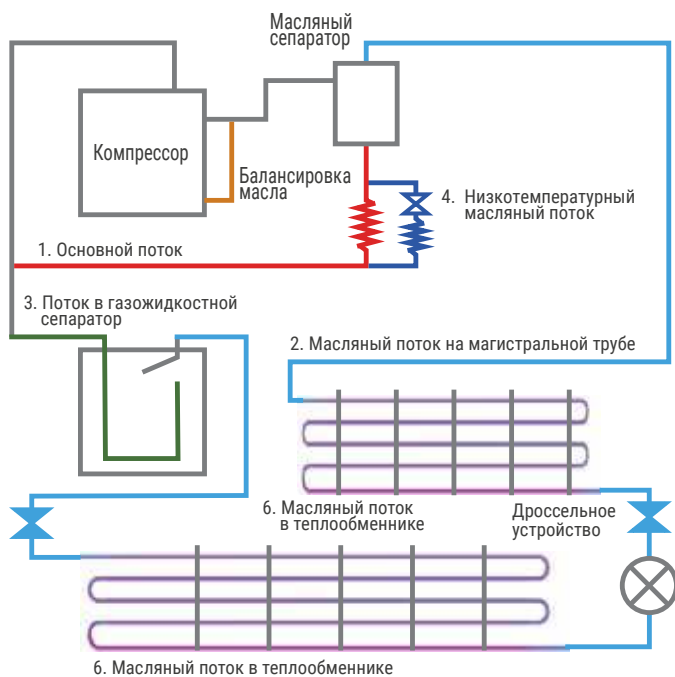 Масляный
сепаратор
Компрессор
Балансировка
масла
4. Низкотемпературный
масляный поток
1. Основной поток
3. Поток в газожидкостной
сепаратор
2. Масляный поток на магистральной трубе
6. Масляный поток
в теплообменнике
Дроссельное
устройство
6. Масляный поток в теплообменнике